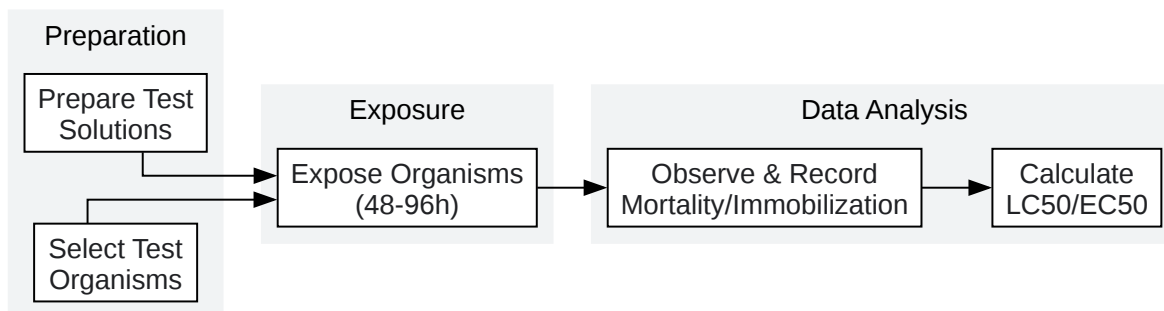 Preparation
Prepare Test
Solutions
Select Test
Organisms
Exposure
Expose Organisms
(48-96h)
Data Analysis
Observe & Record
Mortality/Immobilization
Calculate
LC50/EC50